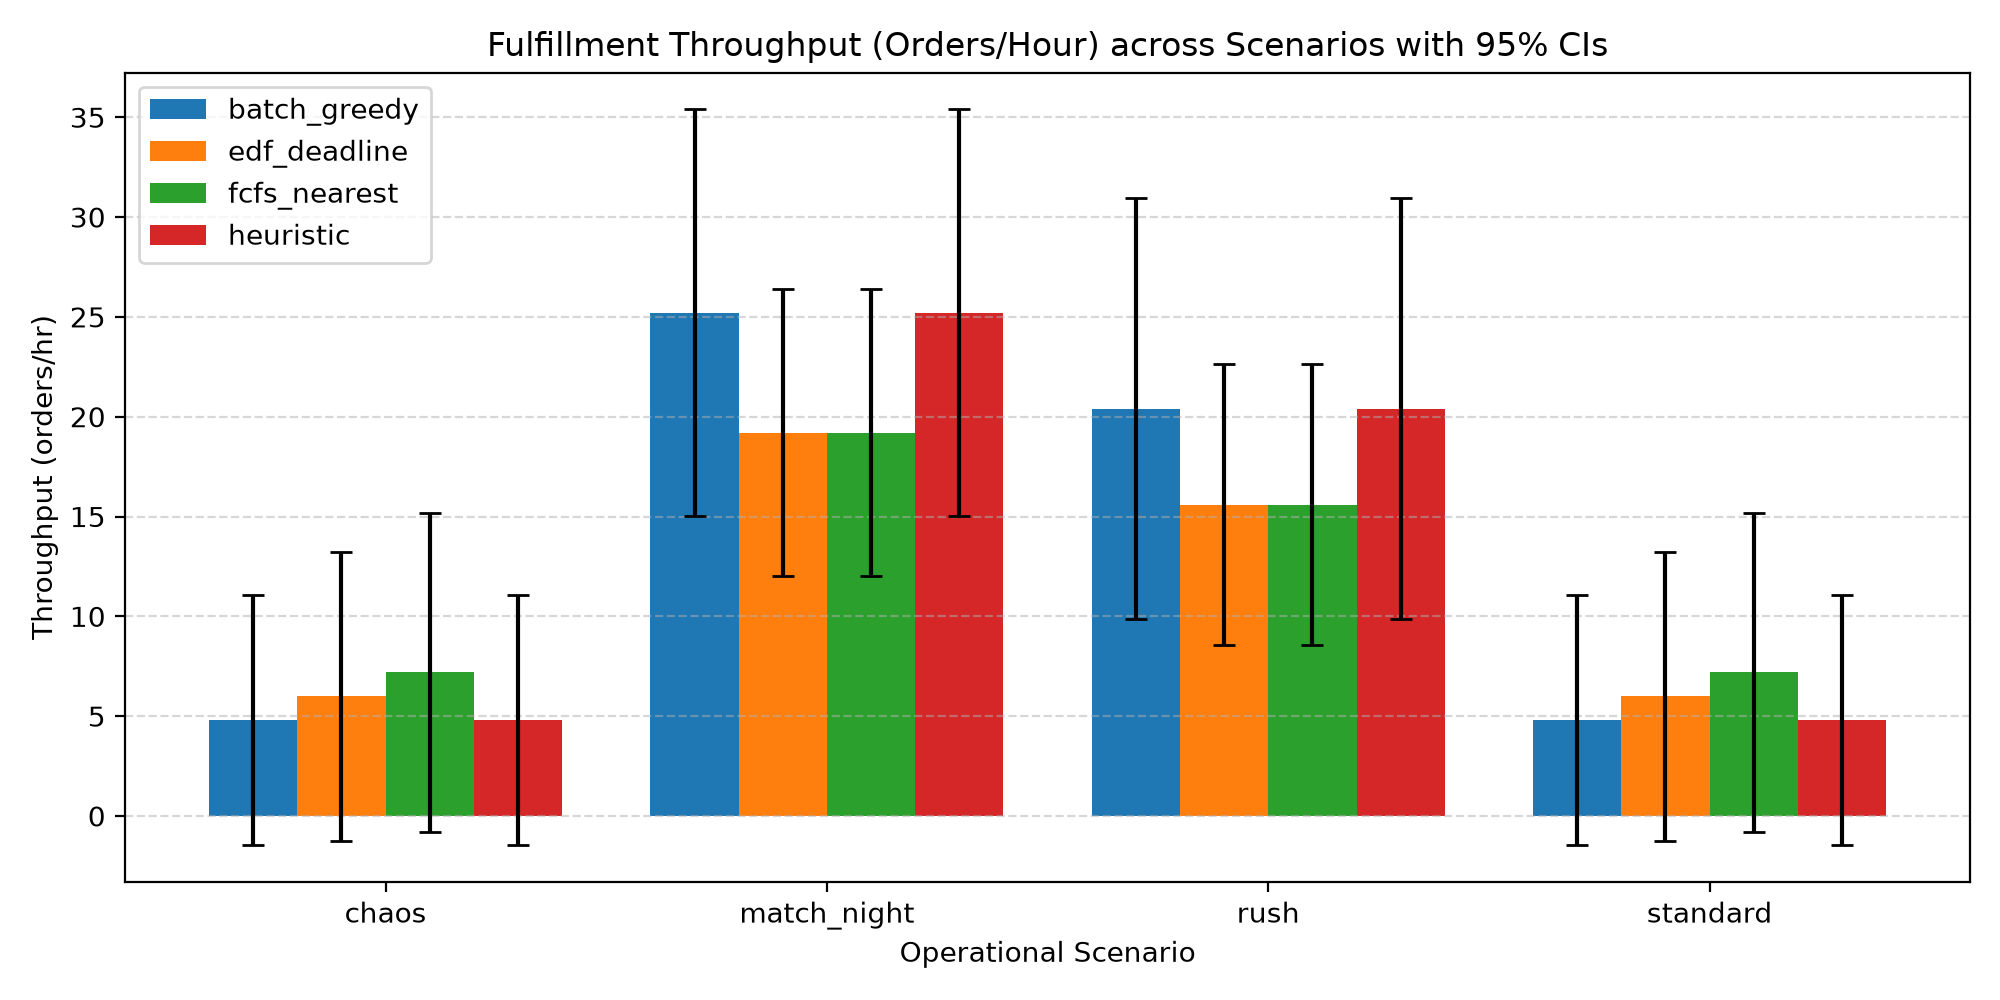 Fulfillment Throughput (Orders/Hour) across Scenarios with 95% CIs
batch_greedy
edf_deadline
fcfs_nearest
heuristic
Throughput (orders/hr)
35
30
25
20
15
10
5
0
chaos
match_night
rush
standard
Operational Scenario